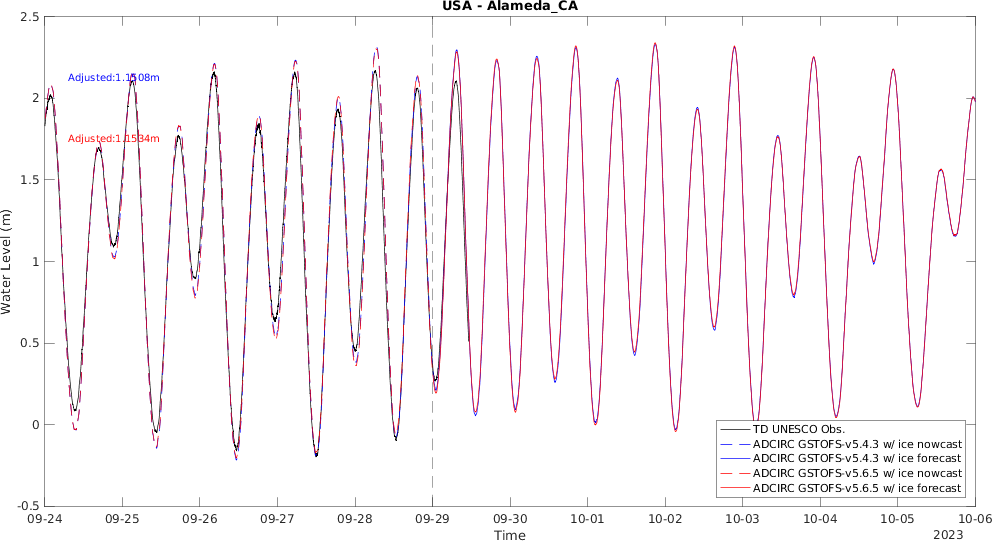 USA - Alameda_CA
2.5
2
1.5
1
0.5
0
-0.5
Water Level (m)
Adjusted:1.1508m
Adjusted:1.1534m
TD UNESCO Obs.
ADCIRC GSTOFS-v5.4.3 w/ ice nowcast
ADCIRC GSTOFS-v5.4.3 w/ ice forecast
ADCIRC GSTOFS-v5.6.5 w/ ice nowcast
ADCIRC GSTOFS-v5.6.5 w/ ice forecast
09-24 09-25 09-26 09-27 09-28 09-29 09-30 10-01 10-02 10-03 10-04 10-05 10-06
Time
2023